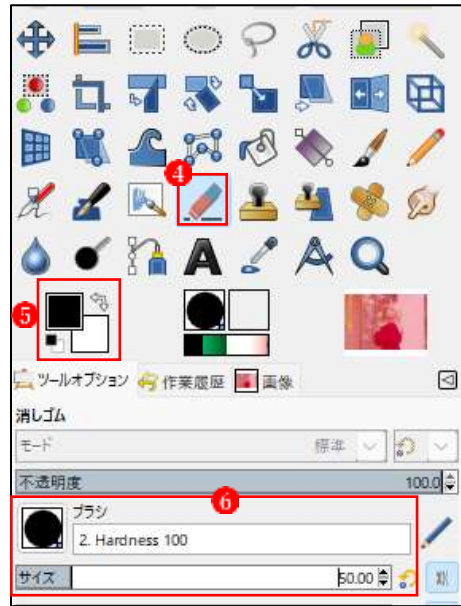 4
5
ツールオプション 作業履歴 画像
消しゴム
モード 標準
不透明度 100.0
6
ブラシ
2. Hardness 100
サイズ 50.00